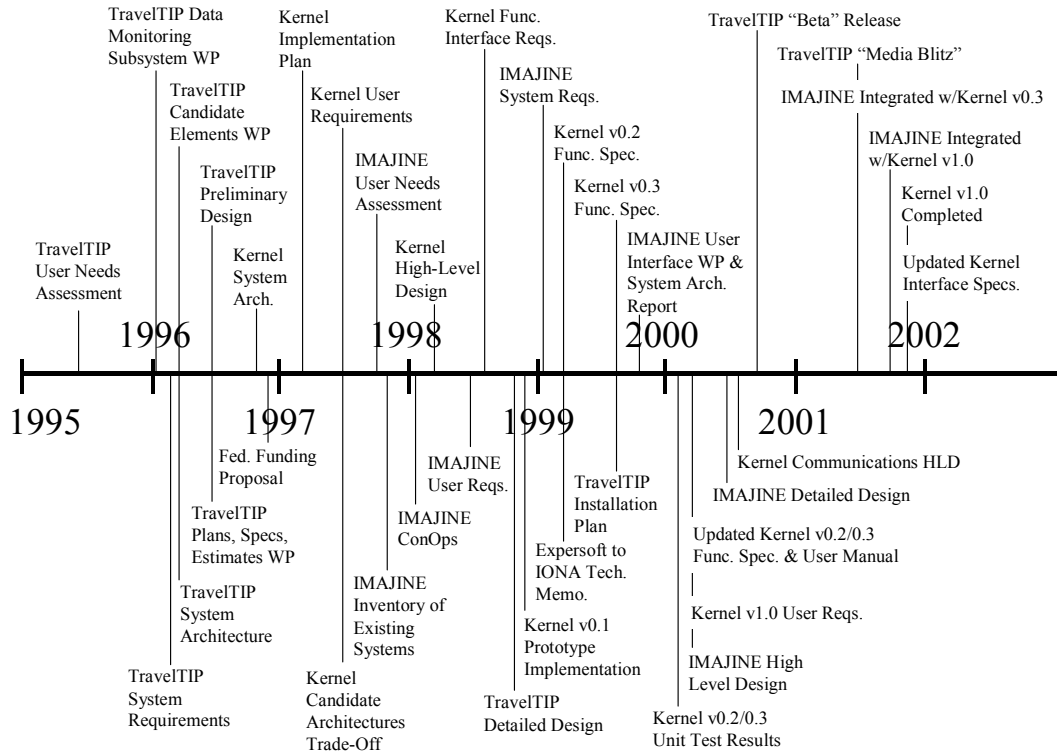 TravelTIP Data
Monitoring
Subsystem WP
Kernel
Implementation
Plan
Kernel Func.
Interface Reqs.
TravelTIP “Beta” Release
TravelTIP “Media Blitz”
TravelTIP
Candidate
Elements WP
Kernel User
Requirements
IMAJINE
System Reqs.
IMAJINE Integrated w/Kernel v0.3
Kernel v0.2
Func. Spec.
IMAJINE Integrated
w/Kernel v1.0
TravelTIP
Preliminary
Design
IMAJINE
User Needs
Assessment
Kernel v0.3
Func. Spec.
Kernel v1.0
Completed
TravelTIP
User Needs
Assessment
Kernel
System
Arch.
Kernel
High-Level
Design
IMAJINE User
Interface WP &
System Arch.
Report
Updated Kernel
Interface Specs.
1996
1998
2000
2002
1995
1997
1999
2001
Fed. Funding
Proposal
IMAJINE
User Reqs.
Kernel Communications HLD
TravelTIP
Installation
Plan
IMAJINE Detailed Design
TravelTIP
Plans, Specs,
Estimates WP
IMAJINE
ConOps
Updated Kernel v0.2/0.3
Func. Spec. & User Manual
Expersoft to
IONA Tech.
Memo.
TravelTIP
System
Architecture
IMAJINE
Inventory of
Existing
Systems
Kernel v1.0 User Reqs.
Kernel v0.1
Prototype
Implementation
IMAJINE High
Level Design
TravelTIP
System
Requirements
Kernel
Candidate
Architectures
Trade-Off
TravelTIP
Detailed Design
Kernel v0.2/0.3
Unit Test Results